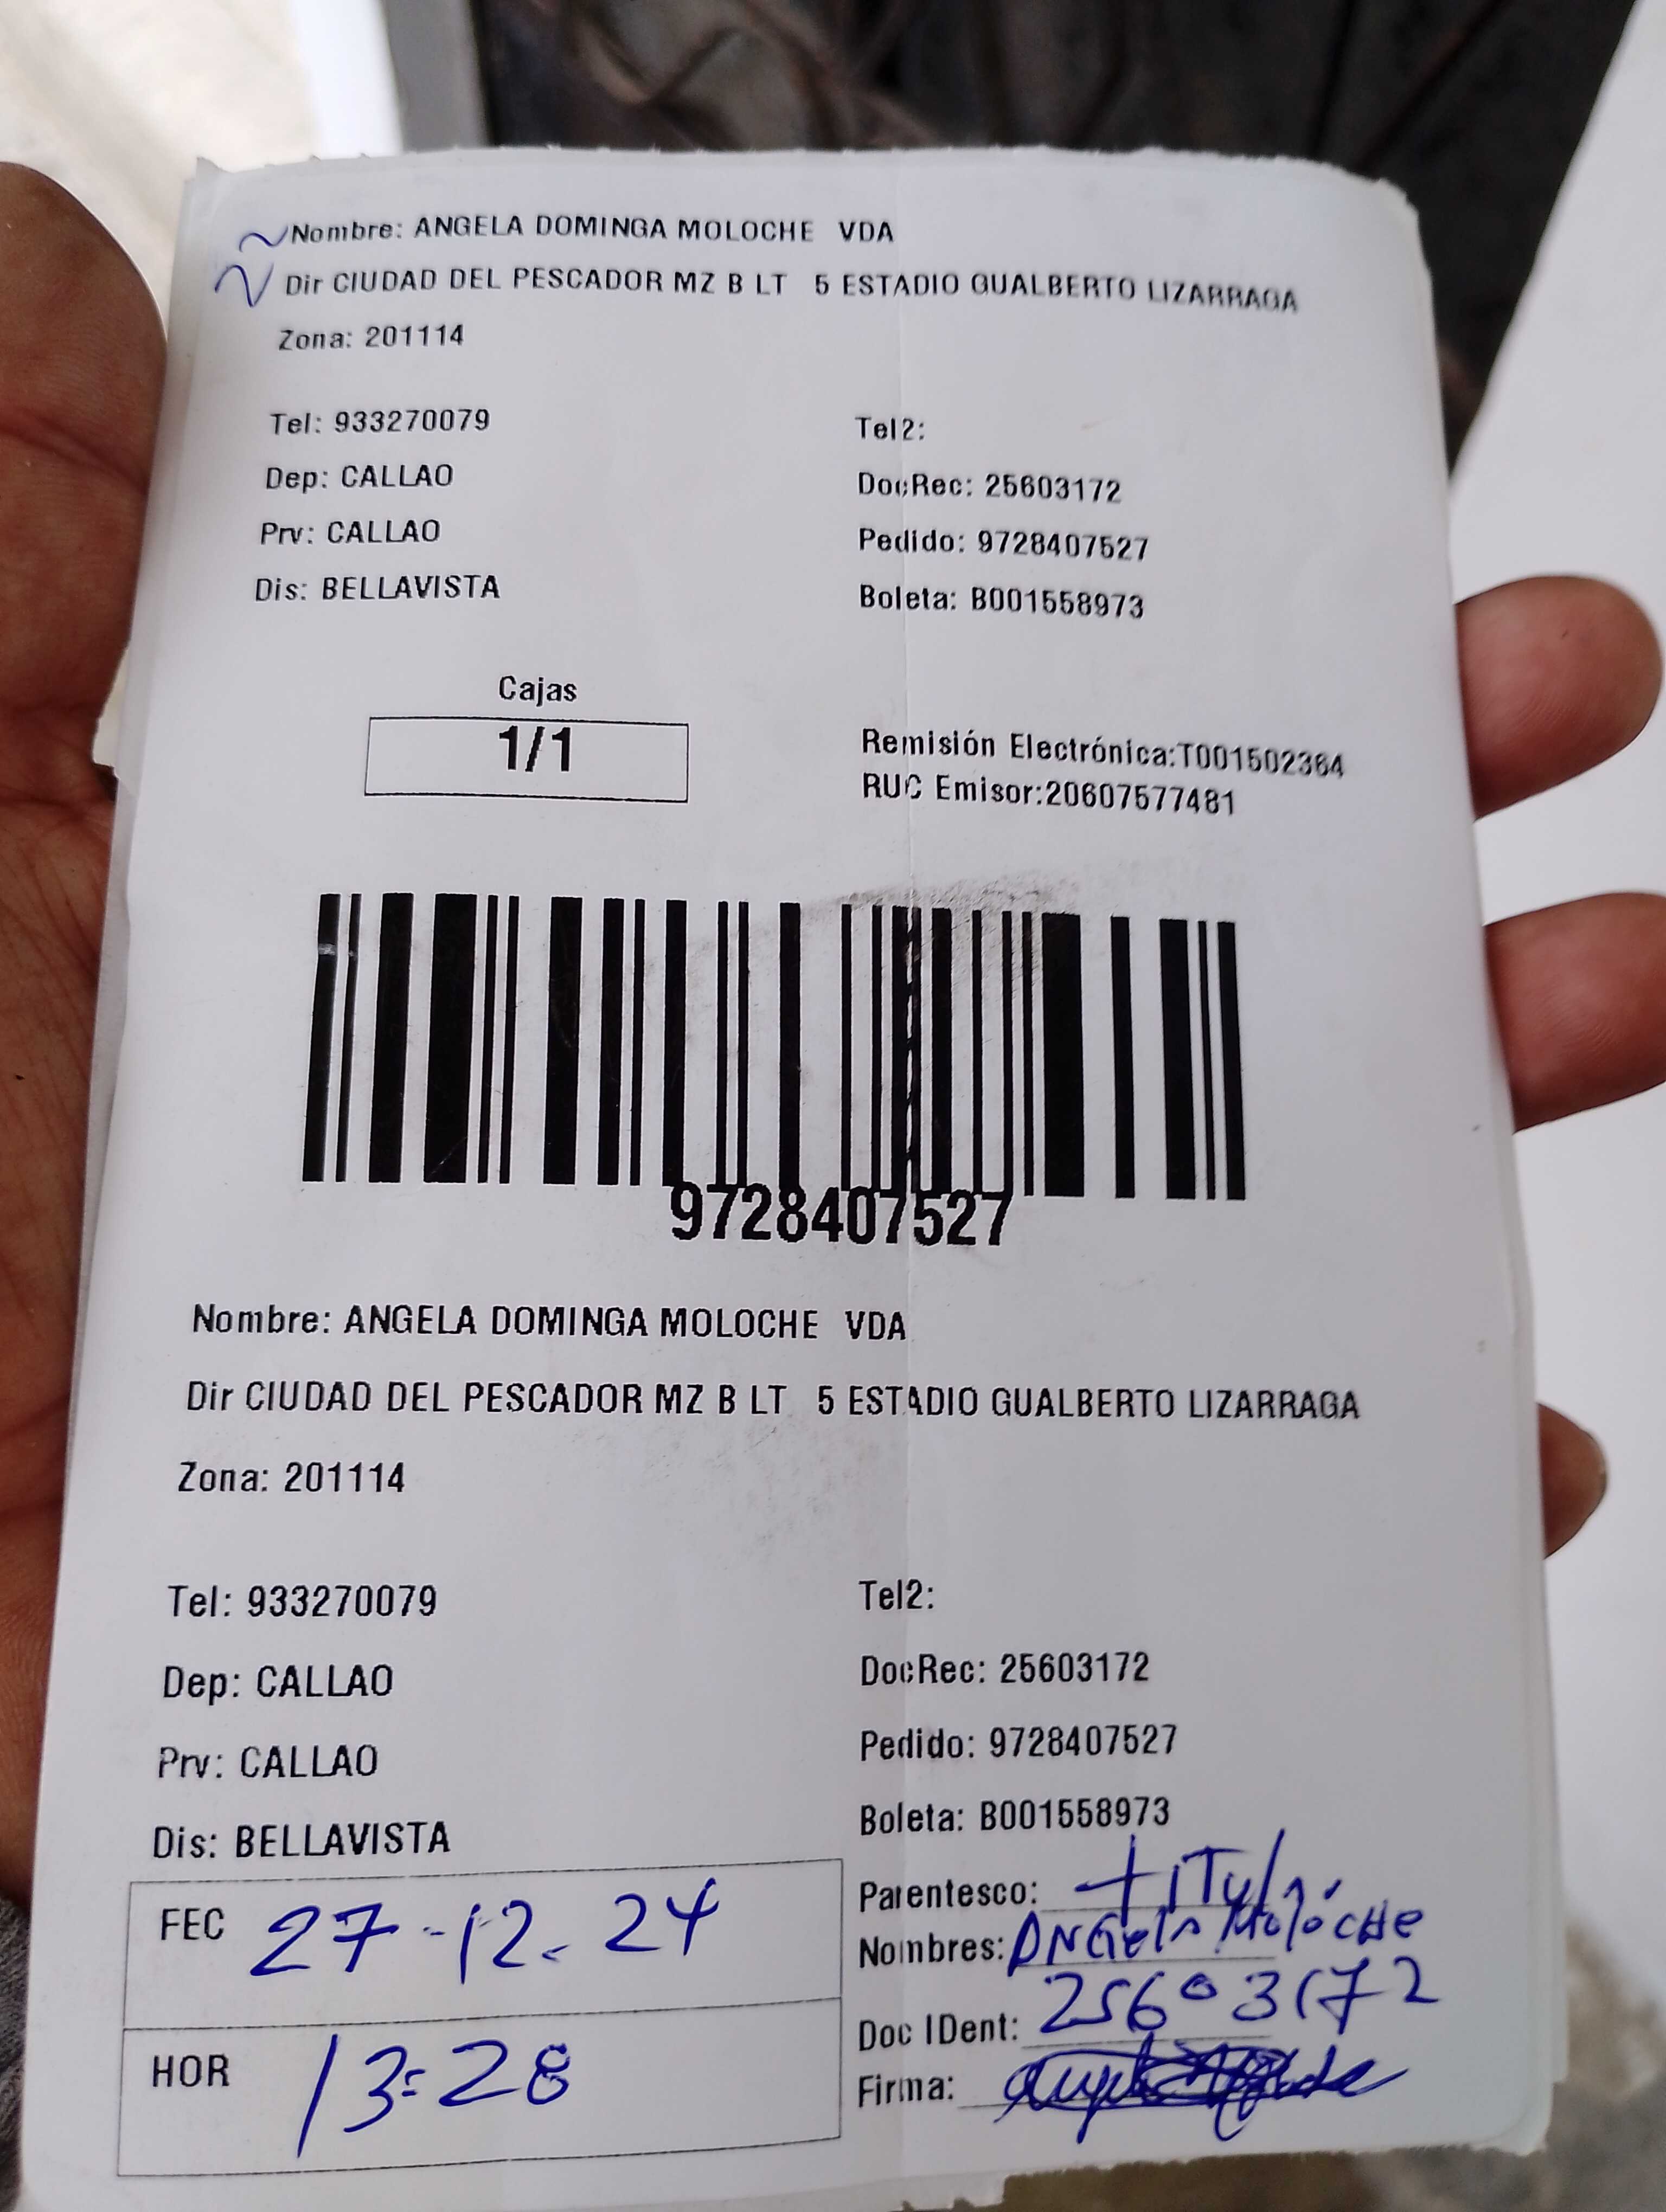 Nombre: ANGELA DOMINGA MOLOCHE VDA
Dir CIUDAD DEL PESCADOR MZ B LT 5 ESTADIO GUALBERTO LIZARRAGA
Zona: 201114
Tel: 933270079
Tel2:
Dep: CALLAO
DocRec: 25603172
Prv: CALLAO
Pedido: 9728407527
Dis: BELLAVISTA
Boleta: B001558973
Cajas
1/1
Remisión Electrónica:T001502364
RUC Emisor:20607577481
9728407527
Nombre: ANGELA DOMINGA MOLOCHE VDA
Dir CIUDAD DEL PESCADOR MZ B LT 5 ESTADIO GUALBERTO LIZARRAGA
Zona: 201114
Tel: 933270079
Tel2:
Dep: CALLAO
DocRec: 25603172
Prv: CALLAO
Pedido: 9728407527
Dis: BELLAVISTA
Boleta: B001558973
FEC 27-12-24
Parentesco: TITular
Nombres: ANGelA Moloche
Doc IDent: 25603172
HOR 13:28
Firma: